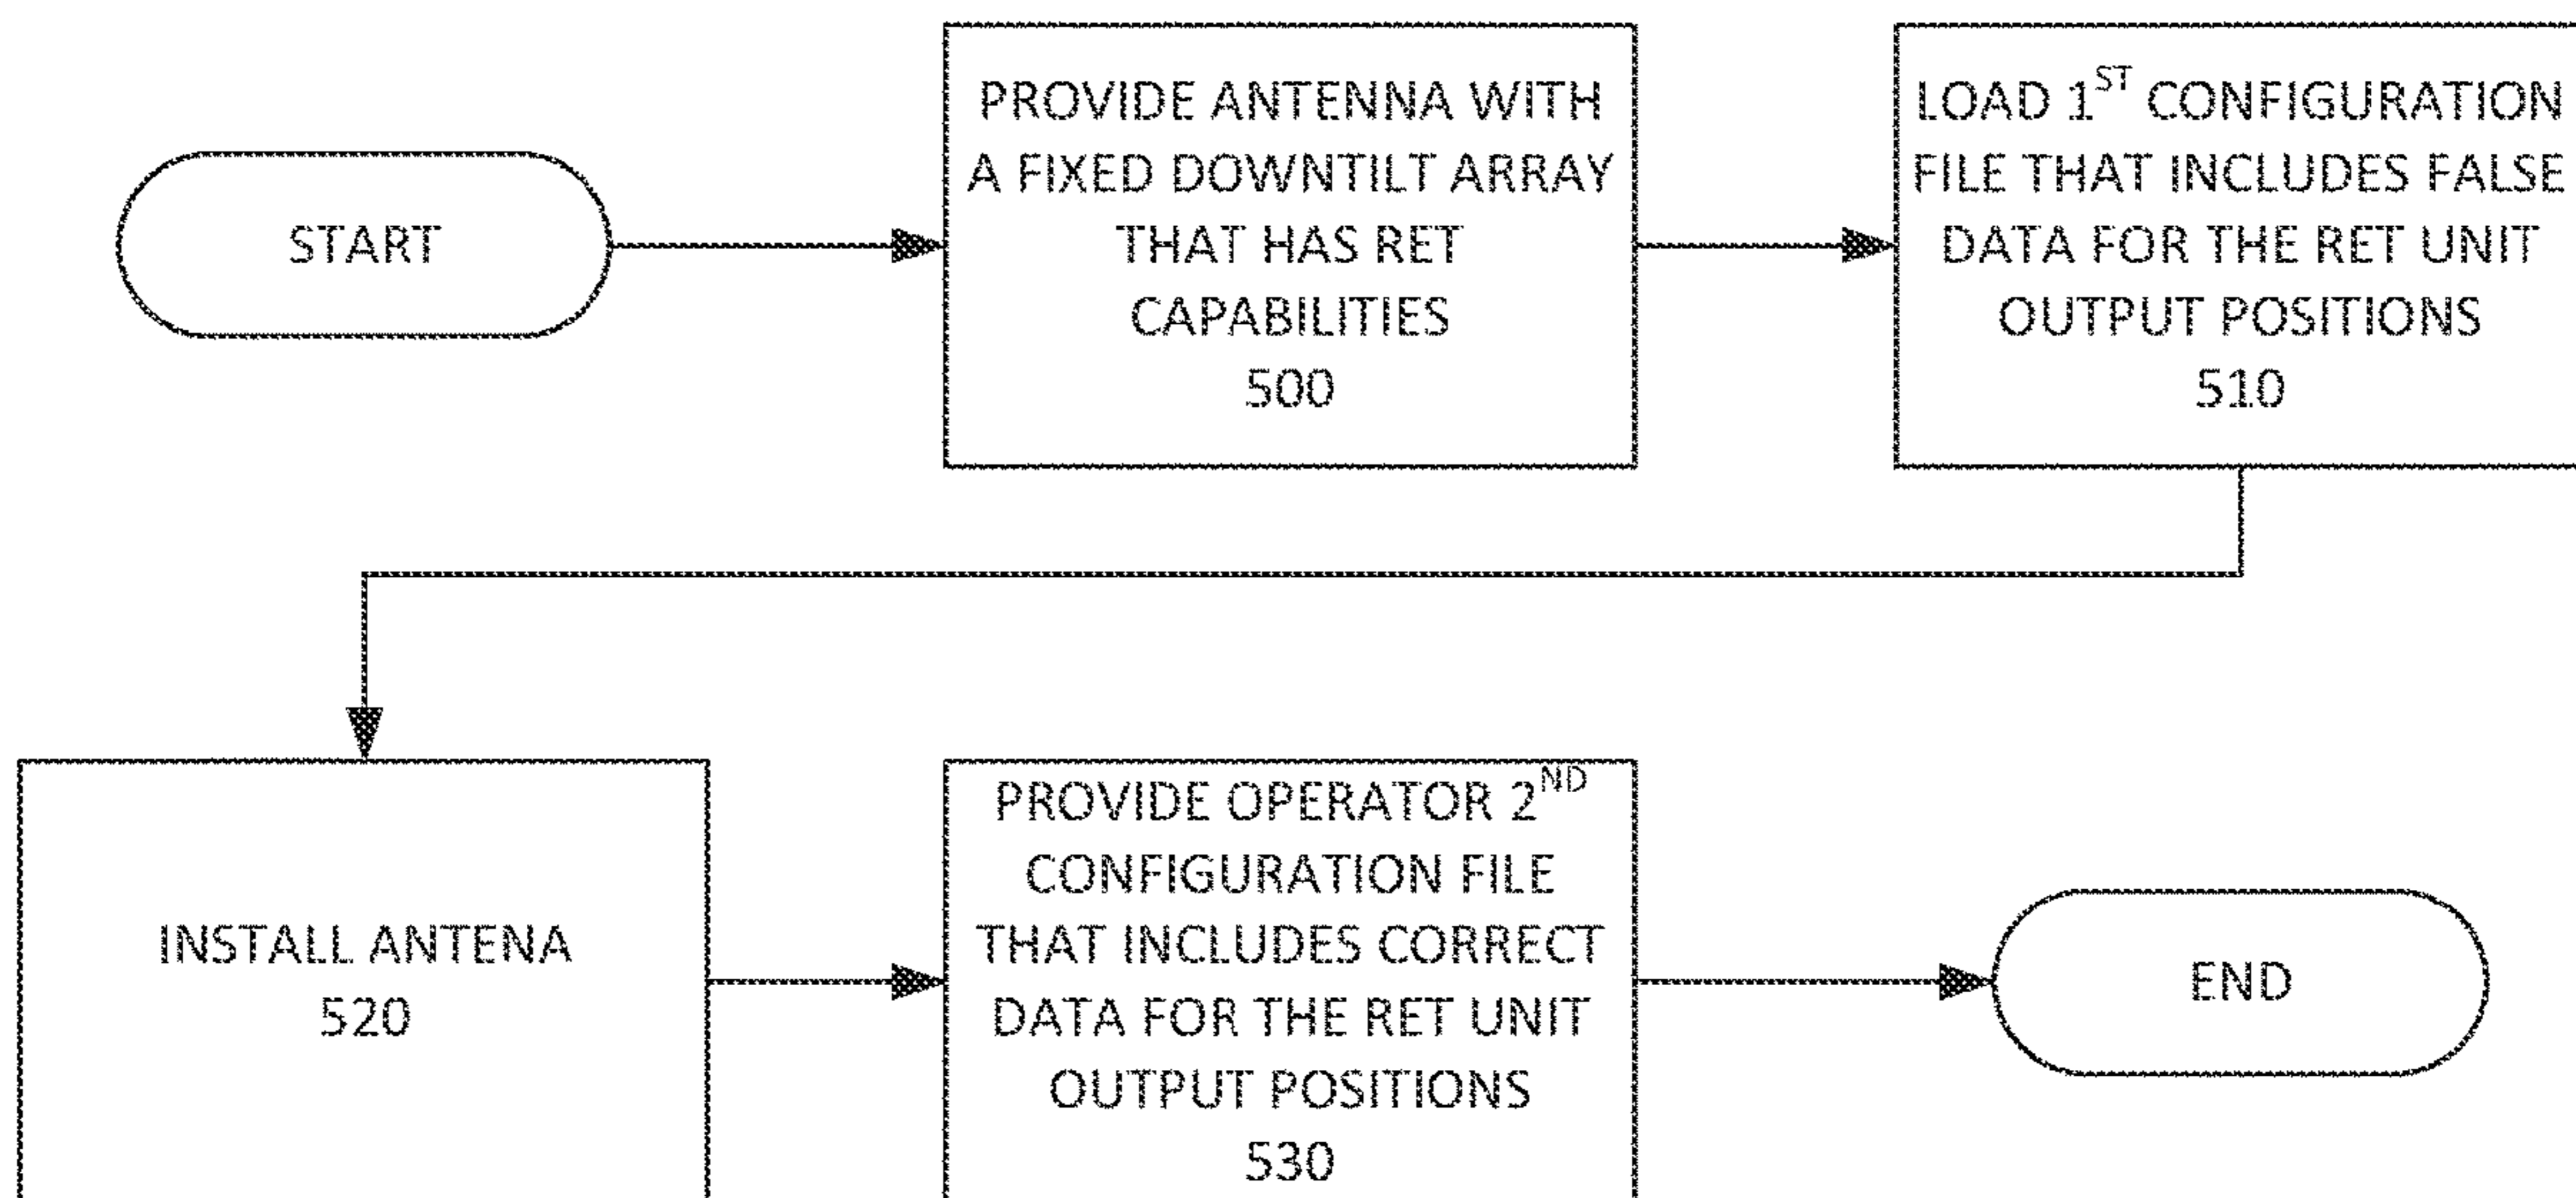 START
PROVIDE ANTENNA WITH
A FIXED DOWNTILT ARRAY
THAT HAS RET
CAPABILITIES
500
LOAD 1ST CONFIGURATION
FILE THAT INCLUDES FALSE
DATA FOR THE RET UNIT
OUTPUT POSITIONS
510
INSTALL ANTENA
520
PROVIDE OPERATOR 2ND
CONFIGURATION FILE
THAT INCLUDES CORRECT
DATA FOR THE RET UNIT
OUTPUT POSITIONS
530
END